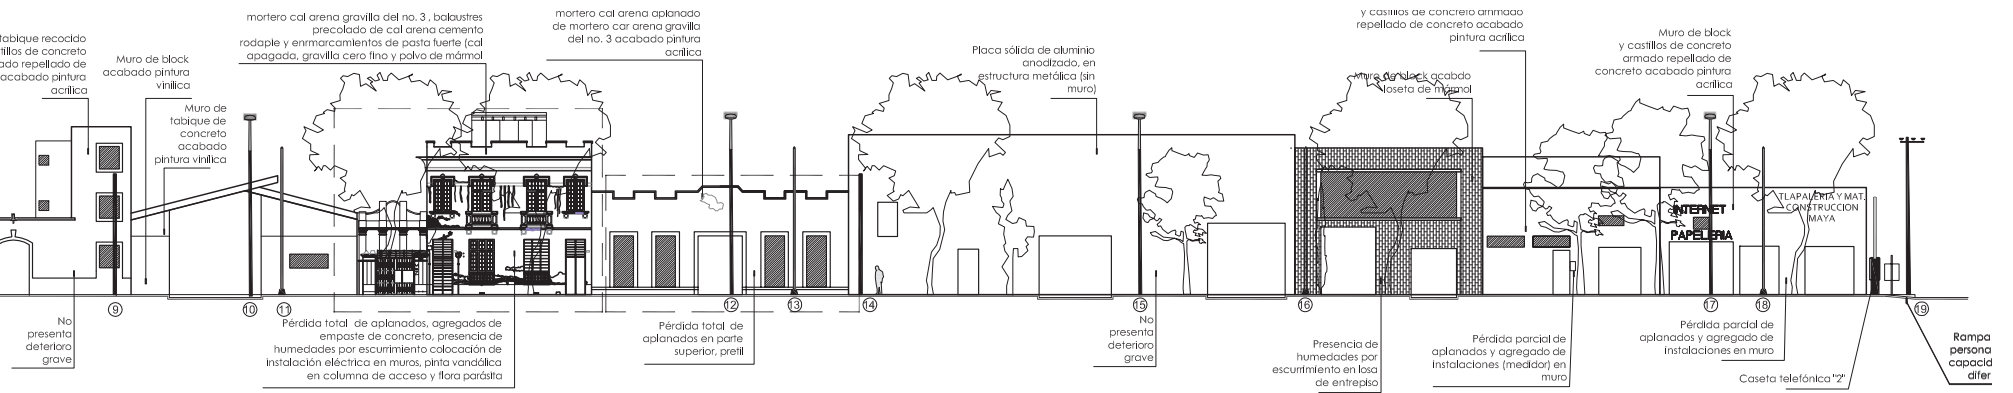 tabique recocido
tillos de concreto
ado repellado de
acabado pintura
acrílica
Muro de block
acabado pintura
vinilica
Muro de
tabique de
concreto
acabado
pintura vinilica
mortero cal arena gravilla del no. 3 , balaustres
precolado de cal arena cemento
rodaple y enrmarcamientos de pasta fuerte (cal
apagada, gravilla cero fino y polvo de mármol
mortero cal arena aplanado
de mortero car arena gravilla
del no. 3 acabado pintura
acrílica
Placa sólida de aluminio
anodizado, en
estructura metálica (sin
muro)
y castillos de concreto armmado
repellado de concreto acabado
pintura acrílica
Muro de block acabdo
loseta de mármol
Muro de block
y castillos de concreto
armado repellado de
concreto acabado pintura
acrílica
INTERNET
PAPELERIA
TLAPALERIA Y MAT.
CONSTRUCCION
MAYA
9
10
11
12
13
14
15
16
17
18
19
No
presenta
deterioro
grave
Pérdida total de aplanados, agregados de
empaste de concreto, presencia de
humedades por escurrimiento colocación de
instalación eléctrica en muros, pinta vandálica
en columna de acceso y flora parásita
Pérdida total de
aplanados en parte
superior, pretil
No
presenta
deterioro
grave
Presencia de
humedades por
escurrimiento en losa
de entrepiso
Pérdida parcial de
aplanados y agregado de
instalaciones (medidor) en
muro
Pérdida parcial de
aplanados y agregado de
instalaciones en muro
Caseta telefónica "2"
Rampa
persona
capacid
difer